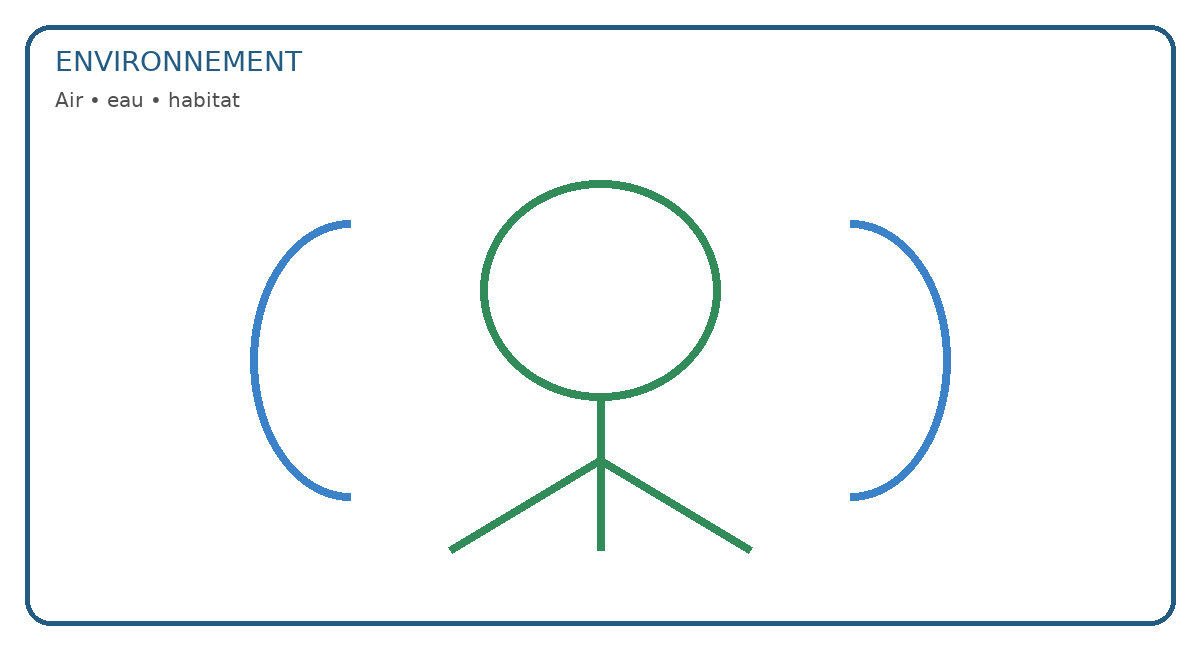 ENVIRONNEMENT
Air • eau • habitat